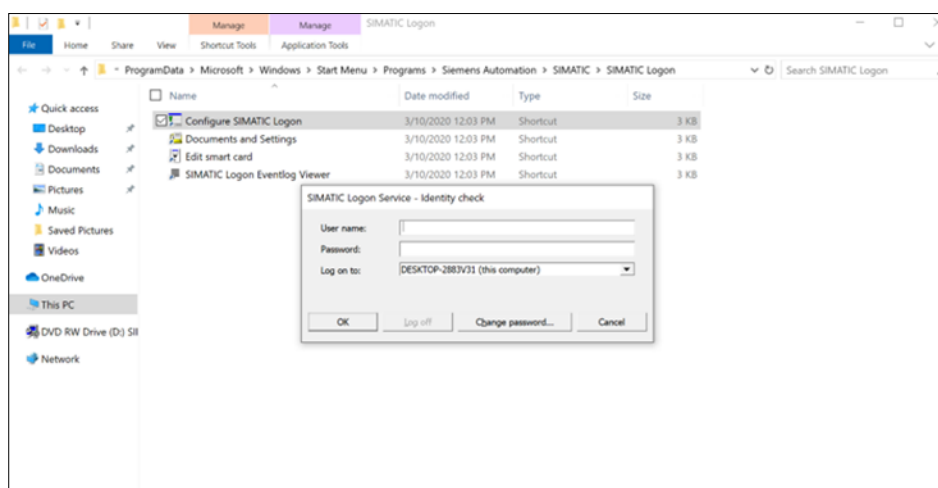 Manage Manage SIMATIC Logon
File Home Share View Shortcut Tools Application Tools
ProgramData > Microsoft > Windows > Start Menu > Programs > Siemens Automation > SIMATIC > SIMATIC Logon Search SIMATIC Logon
Name Date modified Type Size
Quick access
Configure SIMATIC Logon 3/10/2020 12:03 PM Shortcut 3 KB
Desktop
Documents and Settings 3/10/2020 12:03 PM Shortcut 3 KB
Downloads
Edit smart card 3/10/2020 12:03 PM Shortcut 3 KB
Documents
SIMATIC Logon Eventlog Viewer 3/10/2020 12:03 PM Shortcut 3 KB
Pictures
Music
Saved Pictures
Videos
OneDrive
This PC
DVD RW Drive (D:) SI
Network
SIMATIC Logon Service - Identity check
User name:
Password:
Log on to: DESKTOP-2883V31 (this computer)
OK Log off Change password... Cancel